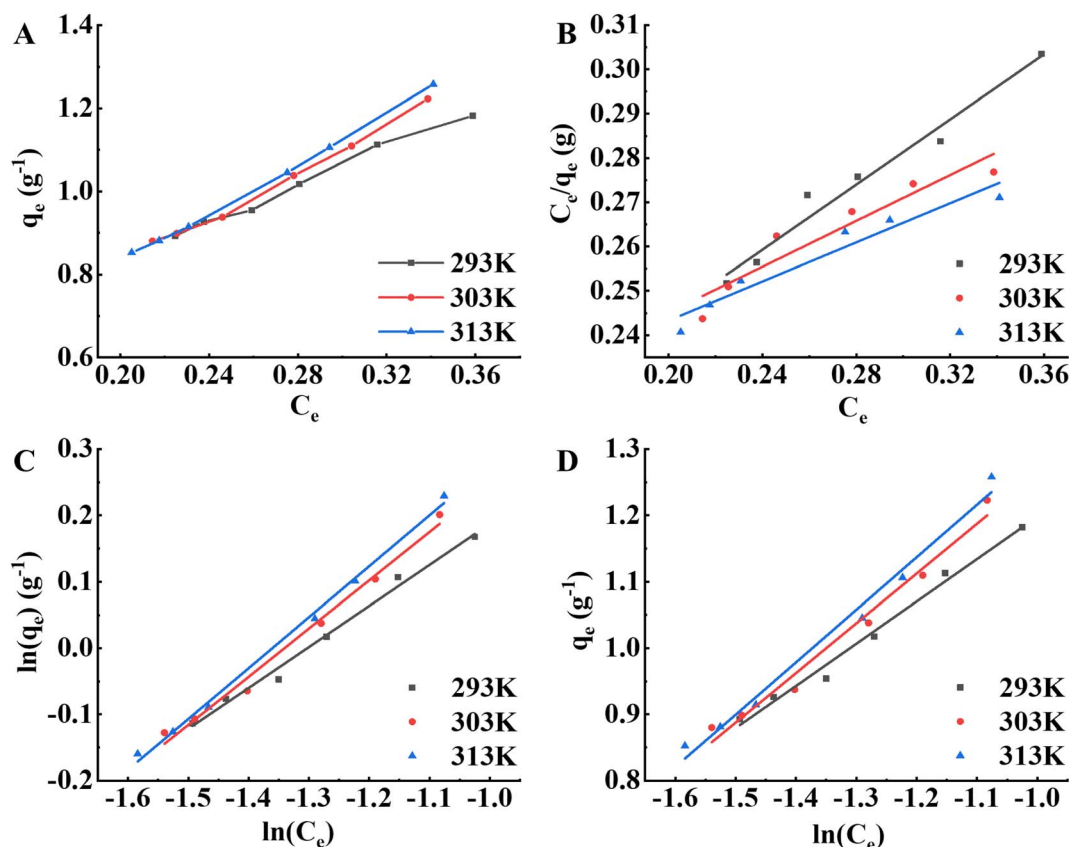 A
1.4
1.2
1.0
0.8
0.6
q_e (g⁻¹)
293K
303K
313K
0.20 0.24 0.28 0.32 0.36
C_e
B
0.31
0.30
0.29
0.28
0.27
0.26
0.25
0.24
C_e/q_e (g)
293K
303K
313K
0.20 0.24 0.28 0.32 0.36
C_e
C
0.3
0.2
0.1
0.0
-0.1
-0.2
ln(q_e) (g⁻¹)
293K
303K
313K
-1.6 -1.5 -1.4 -1.3 -1.2 -1.1 -1.0
ln(C_e)
D
1.3
1.2
1.1
1.0
0.9
0.8
q_e (g⁻¹)
293K
303K
313K
-1.6 -1.5 -1.4 -1.3 -1.2 -1.1 -1.0
ln(C_e)